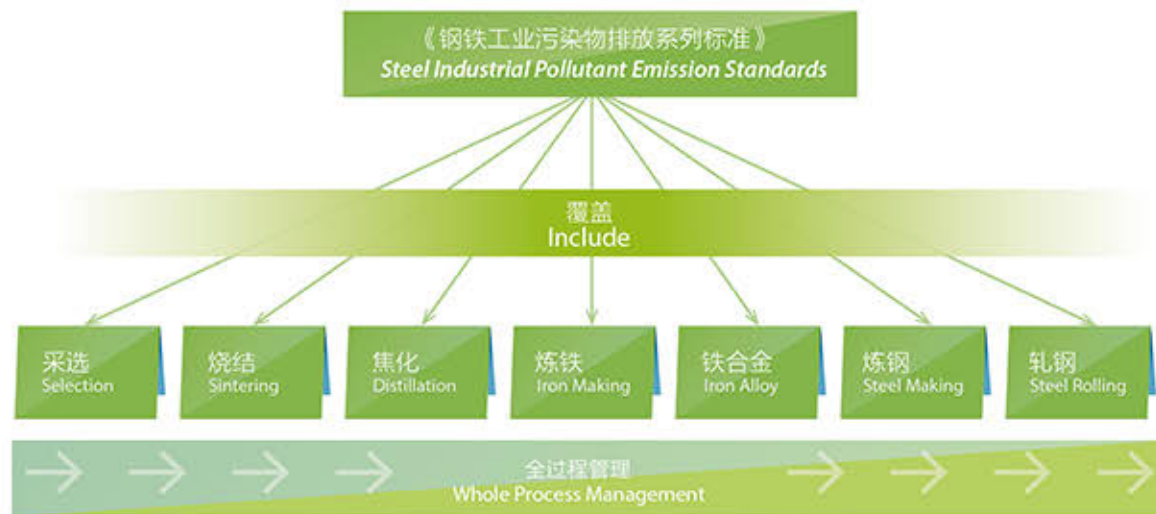 《钢铁工业污染物排放系列标准》
Steel Industrial Pollutant Emission Standards
覆盖
Include
采选
Selection
烧结
Sintering
焦化
Distillation
炼铁
Iron Making
铁合金
Iron Alloy
炼钢
Steel Making
轧钢
Steel Rolling
全过程管理
Whole Process Management